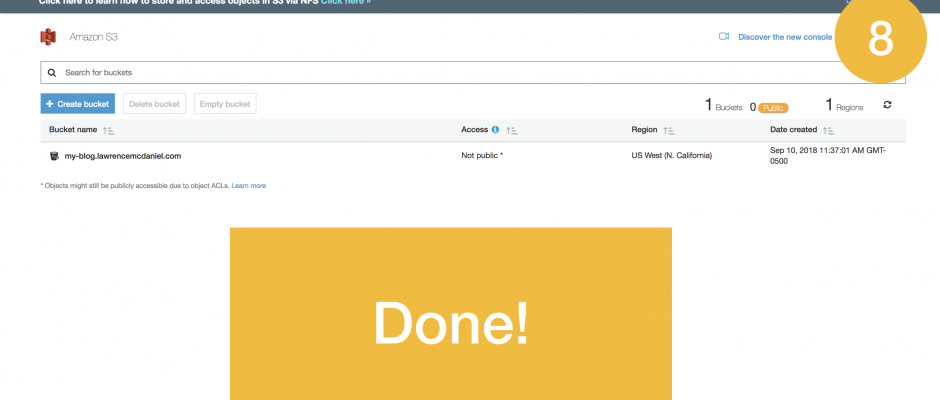 Click here to learn how to store and access objects in S3 via NFS Click here »
8
Amazon S3
Discover the new console
Search for buckets
+ Create bucket Delete bucket Empty bucket
1 Buckets 0 Public 1 Regions
Bucket name Access Region Date created
my-blog.lawrencemcdaniel.com Not public * US West (N. California) Sep 10, 2018 11:37:01 AM GMT-
0500
* Objects might still be publicly accessible due to object ACLs. Learn more
Done!